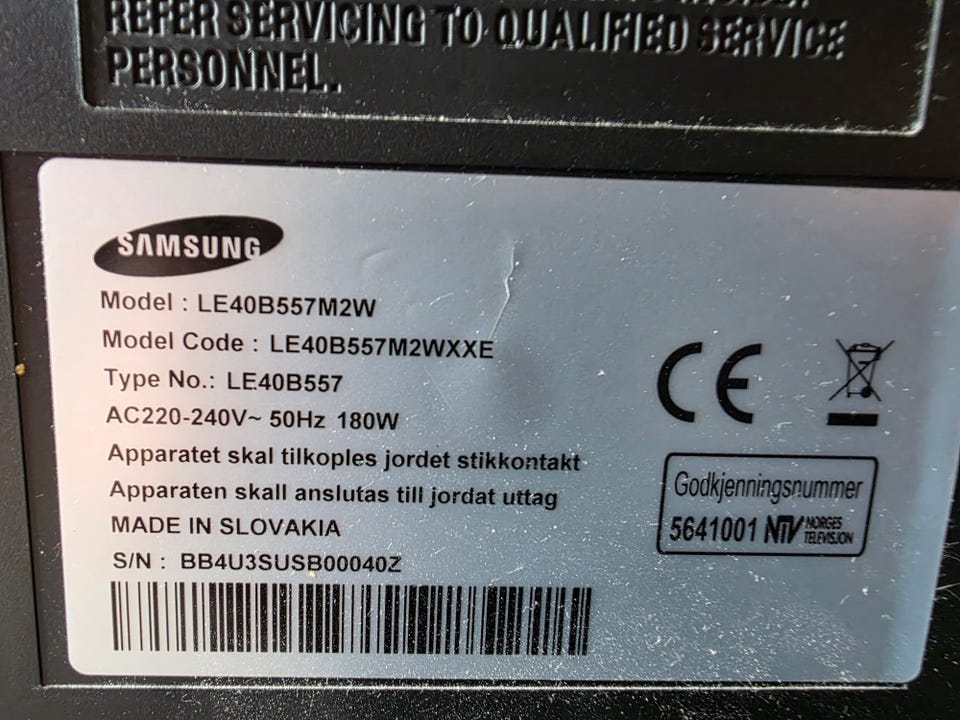 REFER SERVICING TO QUALIFIED SERVICE
PERSONNEL.
SAMSUNG
Model : LE40B557M2W
Model Code : LE40B557M2WXXE
Type No.: LE40B557
AC220-240V~ 50Hz 180W
Apparatet skal tilkoples jordet stikkontakt
Apparaten skall anslutas till jordat uttag
MADE IN SLOVAKIA
S/N : BB4U3SUSB00040Z
CE
Godkjenningsnummer
5641001 NTV NORGES
TELEVISJON